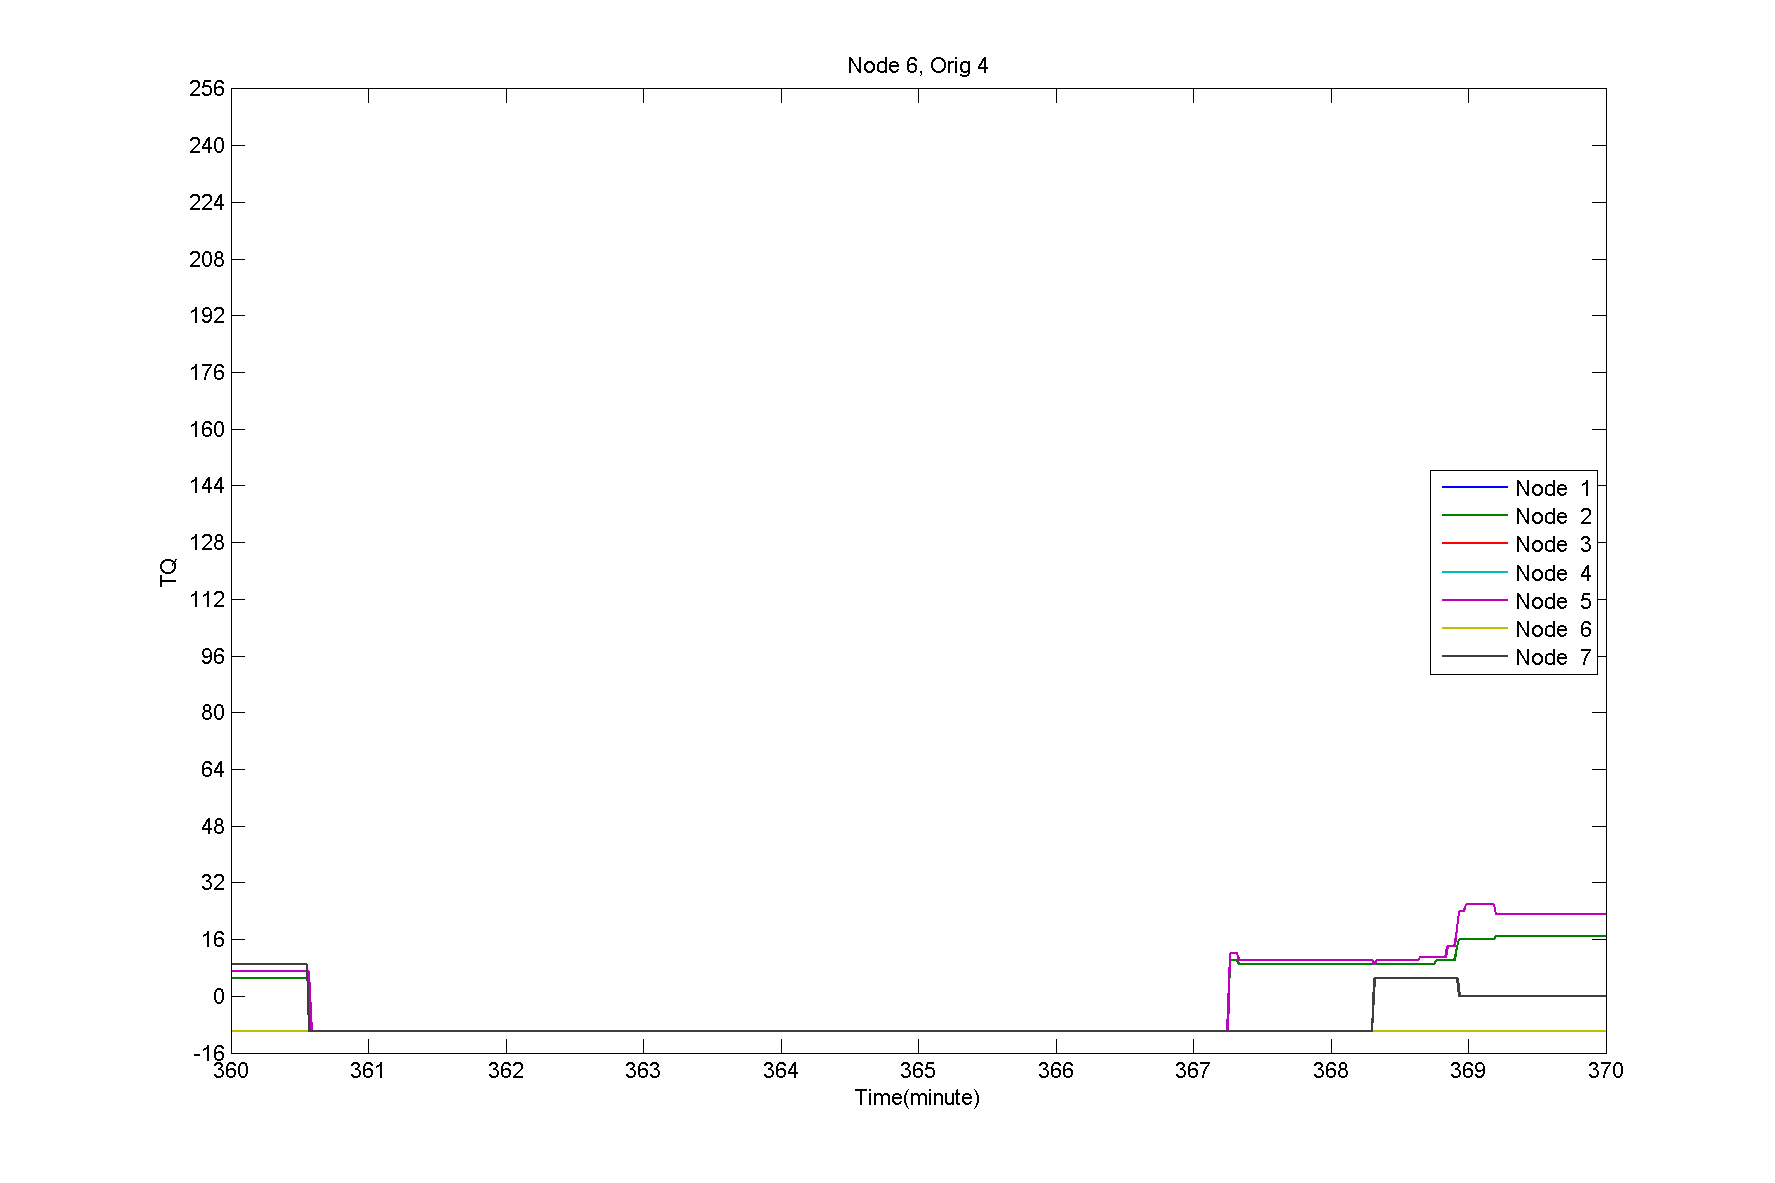 Node 6, Orig 4
256
240
224
208
192
176
160
144
128
112
96
80
64
48
32
16
0
-16
TQ
Node 1
Node 2
Node 3
Node 4
Node 5
Node 6
Node 7
360 361 362 363 364 365 366 367 368 369 370
Time(minute)